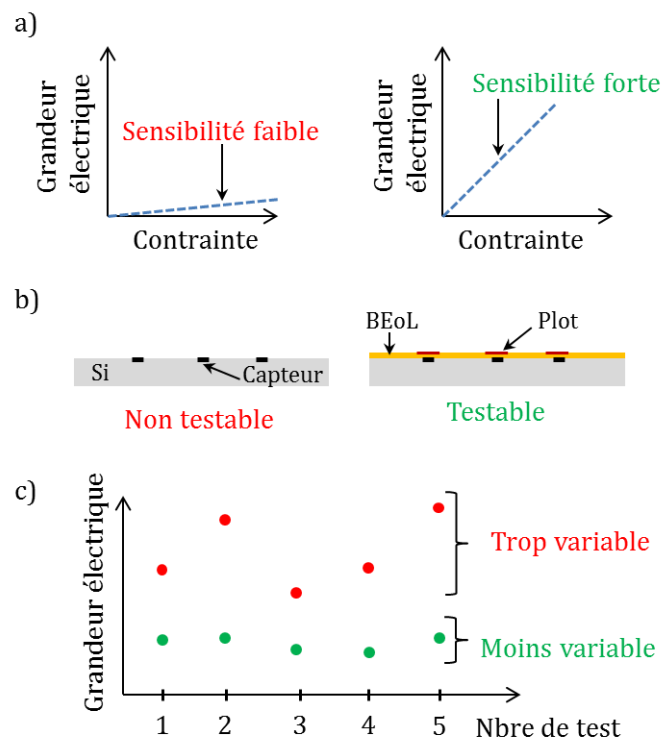 a)
Grandeur
électrique
Sensibilité faible
Contrainte
Grandeur
électrique
Sensibilité forte
Contrainte
b)
Si
Capteur
Non testable
BEoL
Plot
Testable
c)
Grandeur électrique
Trop variable
Moins variable
1 2 3 4 5 Nbre de test